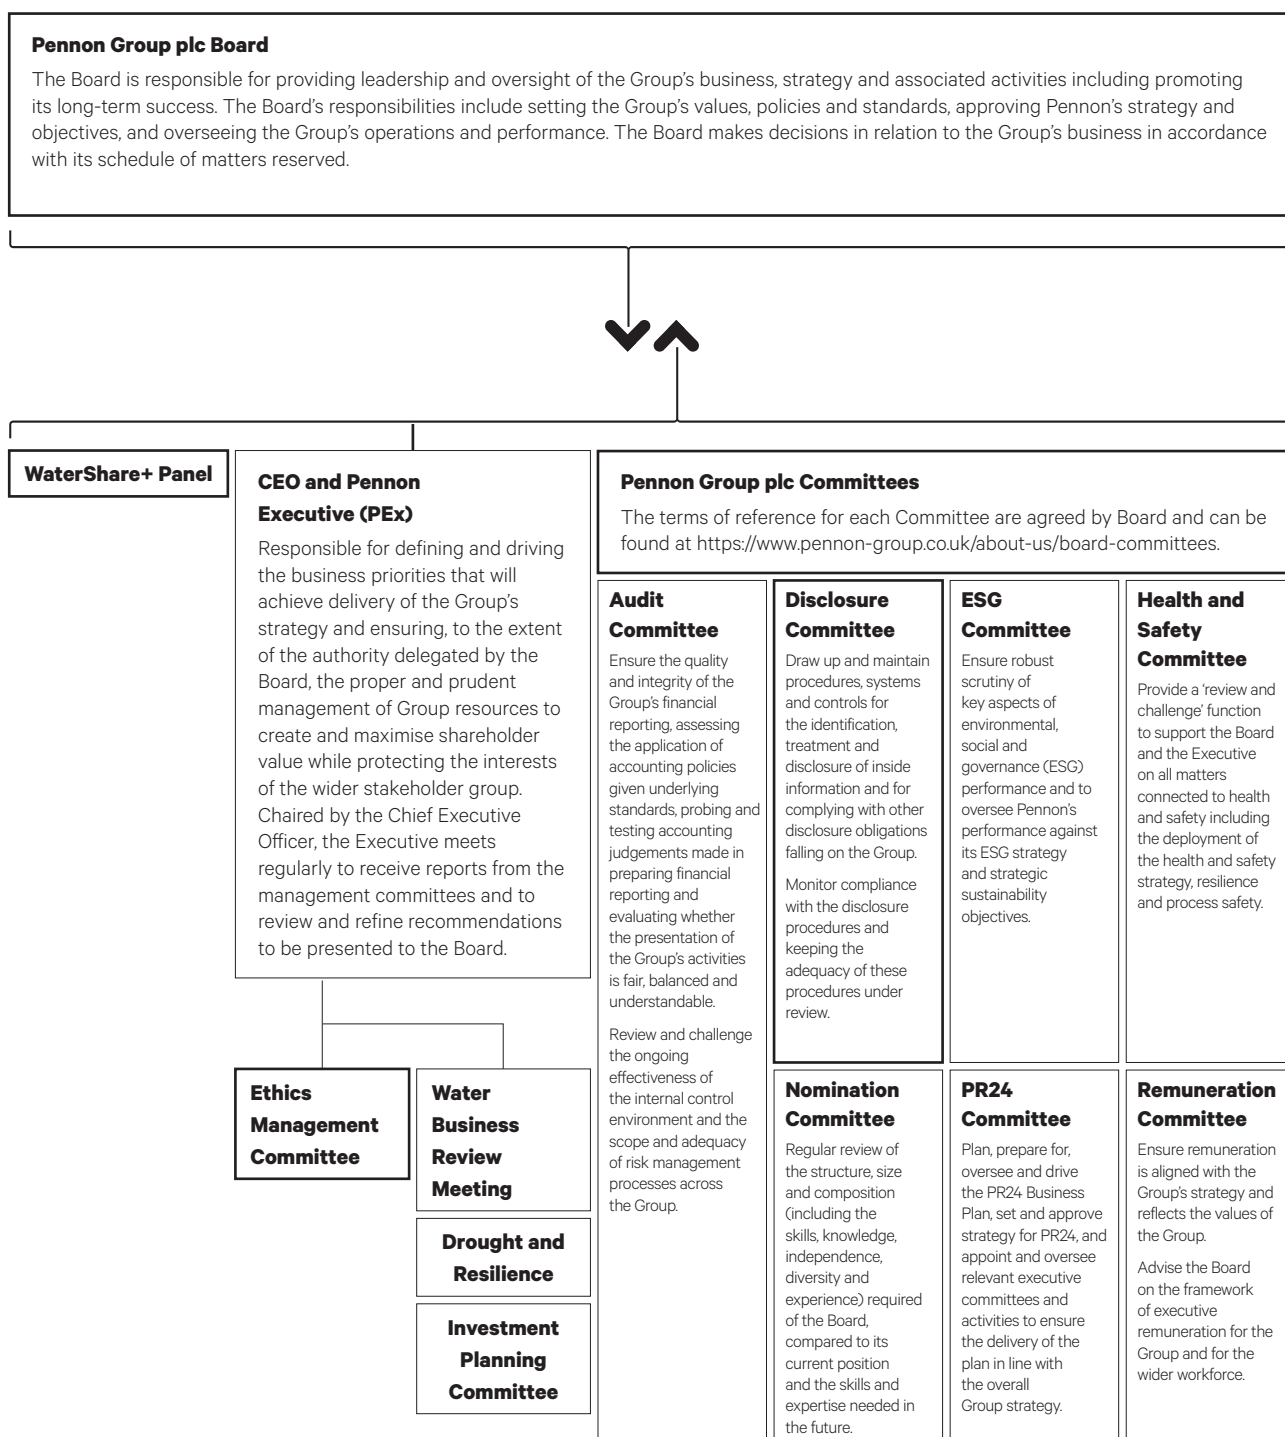 Pennon Group plc Board
The Board is responsible for providing leadership and oversight of the Group's business, strategy and associated activities including promoting
its long-term success. The Board's responsibilities include setting the Group's values, policies and standards, approving Pennon's strategy and
objectives, and overseeing the Group's operations and performance. The Board makes decisions in relation to the Group's business in accordance
with its schedule of matters reserved.
WaterShare+ Panel
CEO and Pennon
Executive (PEx)
Responsible for defining and driving
the business priorities that will
achieve delivery of the Group's
strategy and ensuring, to the extent
of the authority delegated by the
Board, the proper and prudent
management of Group resources to
create and maximise shareholder
value while protecting the interests
of the wider stakeholder group.
Chaired by the Chief Executive
Officer, the Executive meets
regularly to receive reports from the
management committees and to
review and refine recommendations
to be presented to the Board.
Ethics
Management
Committee
Water
Business
Review
Meeting
Drought and
Resilience
Investment
Planning
Committee
Pennon Group plc Committees
The terms of reference for each Committee are agreed by Board and can be
found at https://www.pennon-group.co.uk/about-us/board-committees.
Audit
Committee
Ensure the quality
and integrity of the
Group's financial
reporting, assessing
the application of
accounting policies
given underlying
standards, probing and
testing accounting
judgements made in
preparing financial
reporting and
evaluating whether
the presentation of
the Group's activities
is fair, balanced and
understandable.
Review and challenge
the ongoing
effectiveness of
the internal control
environment and the
scope and adequacy
of risk management
processes across
the Group.
Disclosure
Committee
Draw up and maintain
procedures, systems
and controls for
the identification,
treatment and
disclosure of inside
information and for
complying with other
disclosure obligations
falling on the Group.
Monitor compliance
with the disclosure
procedures and
keeping the
adequacy of these
procedures under
review.
ESG
Committee
Ensure robust
scrutiny of
key aspects of
environmental,
social and
governance (ESG)
performance and to
oversee Pennon's
performance against
its ESG strategy
and strategic
sustainability
objectives.
Health and
Safety
Committee
Provide a 'review and
challenge' function
to support the Board
and the Executive
on all matters
connected to health
and safety including
the deployment of
the health and safety
strategy, resilience
and process safety.
Nomination
Committee
Regular review of
the structure, size
and composition
(including the
skills, knowledge,
independence,
diversity and
experience) required
of the Board,
compared to its
current position
and the skills and
expertise needed in
the future.
PR24
Committee
Plan, prepare for,
oversee and drive
the PR24 Business
Plan, set and approve
strategy for PR24, and
appoint and oversee
relevant executive
committees and
activities to ensure
the delivery of the
plan in line with
the overall
Group strategy.
Remuneration
Committee
Ensure remuneration
is aligned with the
Group's strategy and
reflects the values of
the Group.
Advise the Board
on the framework
of executive
remuneration for the
Group and for the
wider workforce.